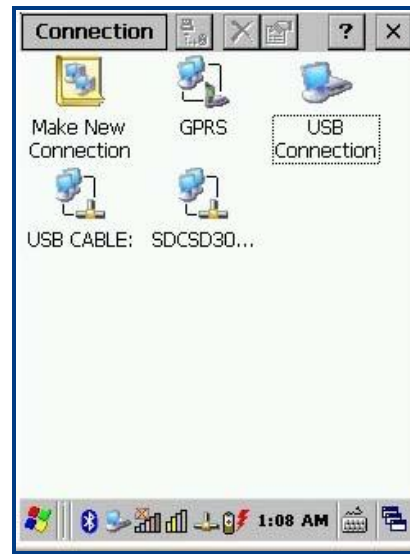 Connection ? ×
Make New
Connection
GPRS
USB
Connection
USB CABLE:
SDCSD30...
1:08 AM